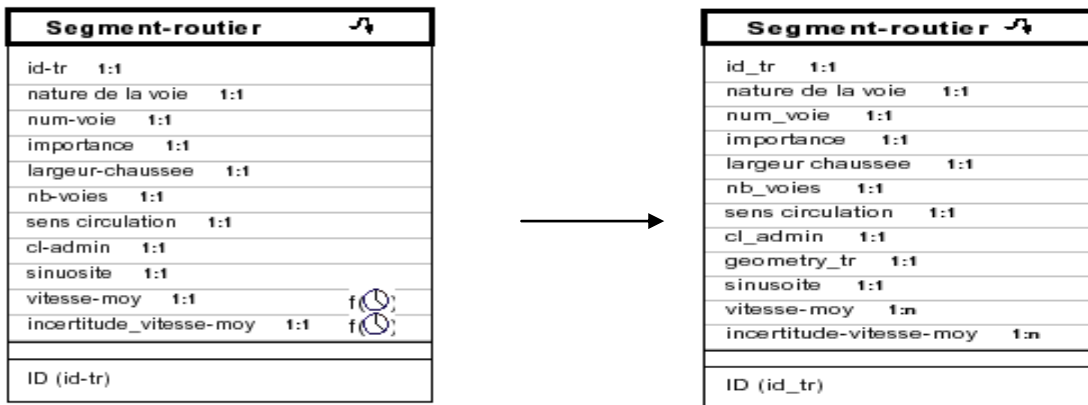 Segment-routier
id-tr 1:1
nature de la voie 1:1
num-voie 1:1
importance 1:1
largeur-chaussee 1:1
nb-voies 1:1
sens circulation 1:1
cl-admin 1:1
sinuosite 1:1
vitesse-moy 1:1 f( )
incertitude_vitesse-moy 1:1 f( )
ID (id-tr)
Segment-routier
id_tr 1:1
nature de la voie 1:1
num_voie 1:1
importance 1:1
largeur chaussee 1:1
nb_voies 1:1
sens circulation 1:1
cl_admin 1:1
geometry_tr 1:1
sinusoite 1:1
vitesse-moy 1:n
incertitude-vitesse-moy 1:n
ID (id_tr)